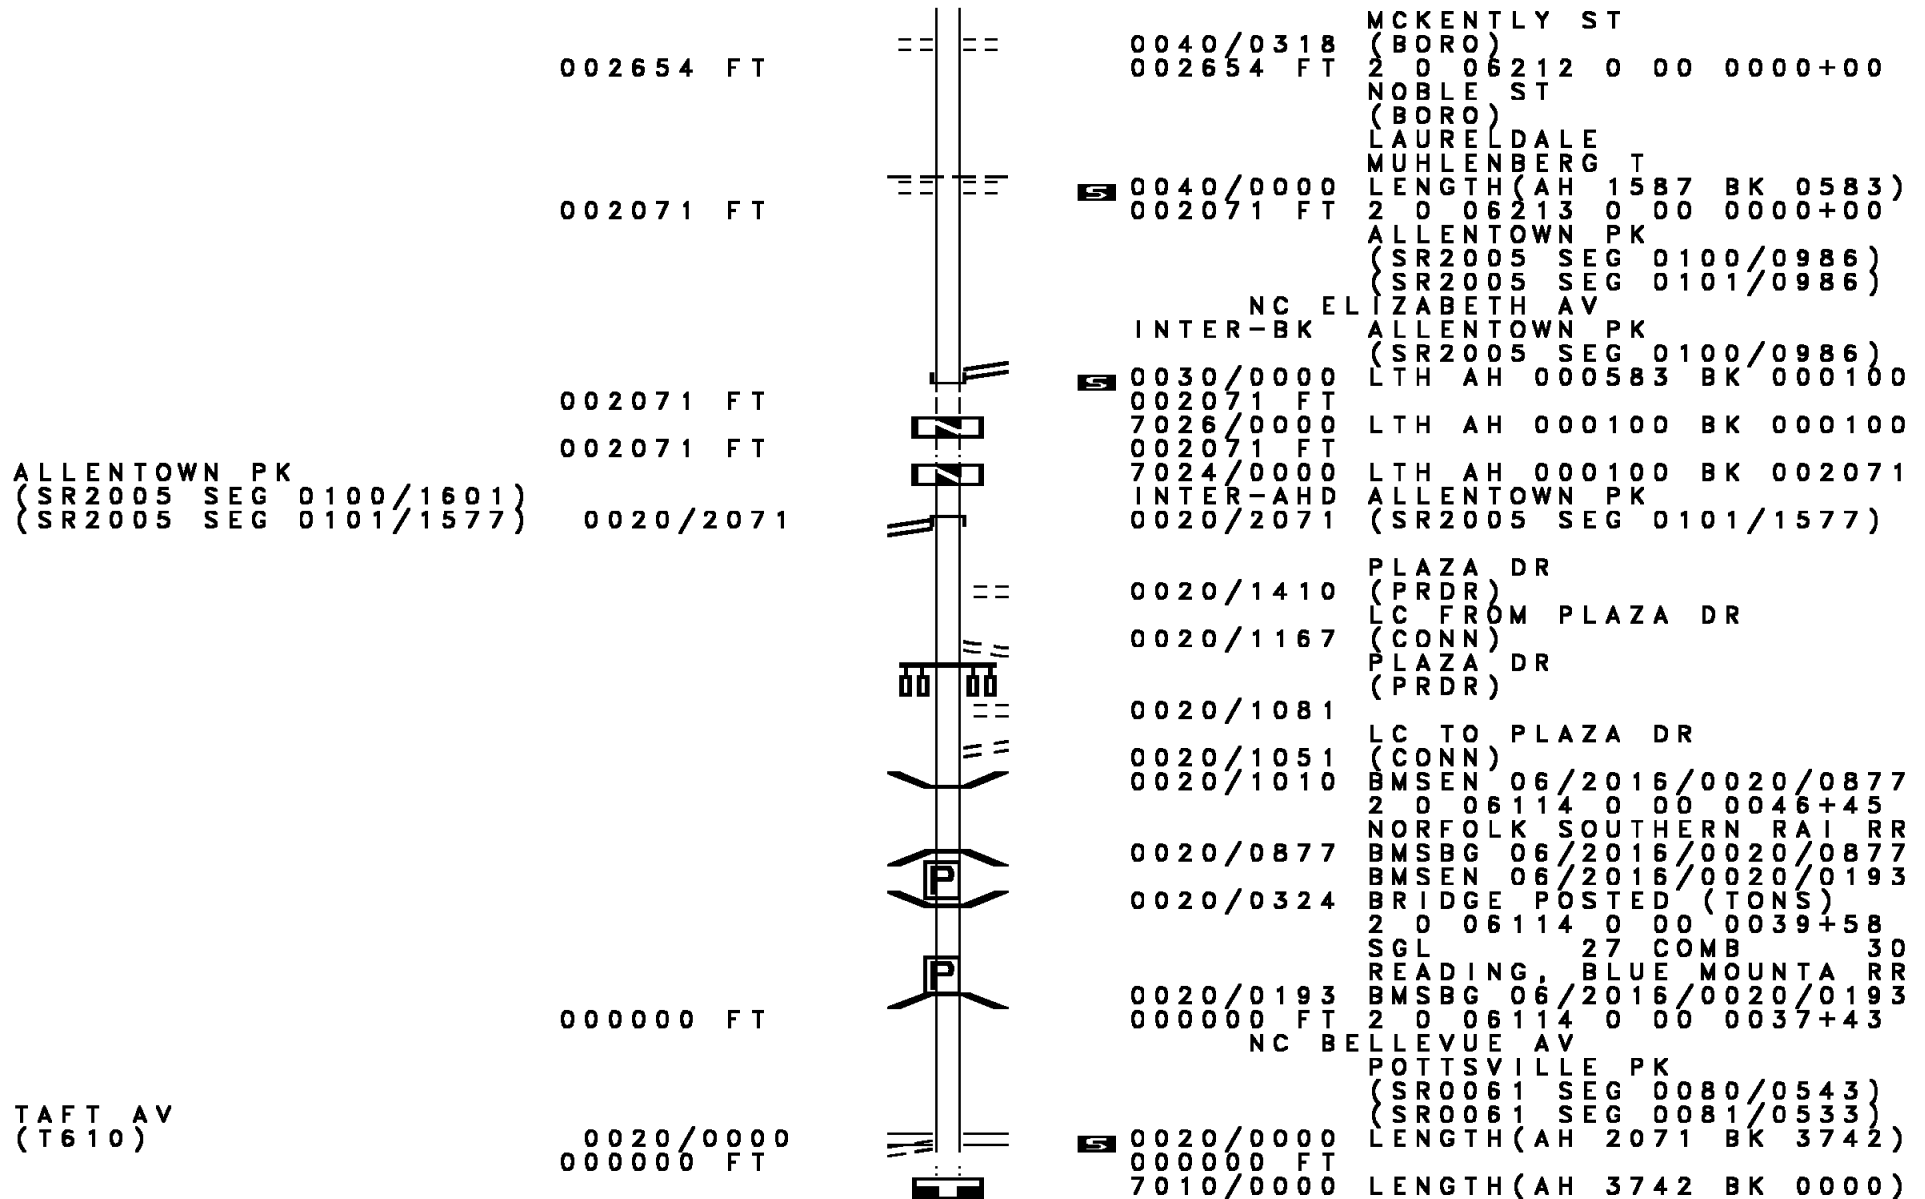 MCKENTLY ST
0040/0318 (BORO)
002654 FT 002654 FT 2 0 06212 0 00 0000+00
NOBLE ST
(BORO)
LAURELDALE
MUHLENBERG T
S 0040/0000 LENGTH(AH 1587 BK 0583)
002071 FT 002071 FT 2 0 06213 0 00 0000+00
ALLENTOWN PK
(SR2005 SEG 0100/0986)
(SR2005 SEG 0101/0986)
NC ELIZABETH AV
INTER-BK ALLENTOWN PK
(SR2005 SEG 0100/0986)
S 0030/0000 LTH AH 000583 BK 000100
002071 FT 002071 FT
N 7026/0000 LTH AH 000100 BK 000100
002071 FT 002071 FT
ALLENTOWN PK N 7024/0000 LTH AH 000100 BK 002071
(SR2005 SEG 0100/1601) INTER-AHD ALLENTOWN PK
(SR2005 SEG 0101/1577) 0020/2071 0020/2071 (SR2005 SEG 0101/1577)
PLAZA DR
0020/1410 (PRDR)
LC FROM PLAZA DR
0020/1167 (CONN)
PLAZA DR
(PRDR)
0020/1081
LC TO PLAZA DR
0020/1051 (CONN)
0020/1010 BMSEN 06/2016/0020/0877
2 0 06114 0 00 0046+45
NORFOLK SOUTHERN RAI RR
0020/0877 BMSBG 06/2016/0020/0877
P BMSEN 06/2016/0020/0193
0020/0324 BRIDGE POSTED (TONS)
2 0 06114 0 00 0039+58
SGL 27 COMB 30
P READING, BLUE MOUNTA RR
0020/0193 BMSBG 06/2016/0020/0193
000000 FT 000000 FT 2 0 06114 0 00 0037+43
NC BELLEVUE AV
POTTSVILLE PK
(SR0061 SEG 0080/0543)
TAFT AV (SR0061 SEG 0081/0533)
(T610) 0020/0000 S 0020/0000 LENGTH(AH 2071 BK 3742)
000000 FT 000000 FT
7010/0000 LENGTH(AH 3742 BK 0000)